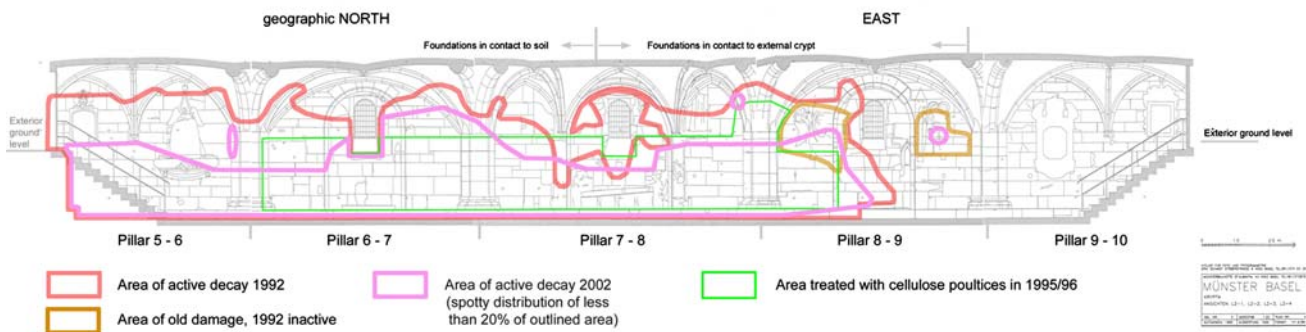 geographic NORTH
EAST
Foundations in contact to soil
Foundations in contact to external crypt
Exterior
ground'
level
Exterior ground level
Pillar 5 - 6
Pillar 6 - 7
Pillar 7 - 8
Pillar 8 - 9
Pillar 9 - 10
Area of active decay 1992
Area of old damage, 1992 inactive
Area of active decay 2002
(spotty distribution of less
than 20% of outlined area)
Area treated with cellulose poultices in 1995/96
MÜNSTER BASEL